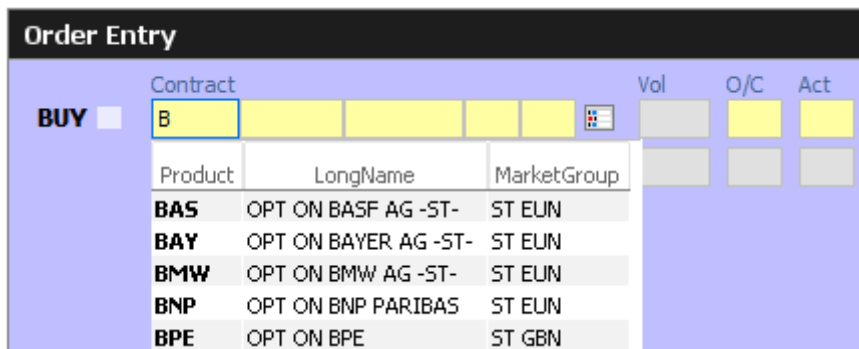 Order Entry
Contract Vol O/C Act
BUY B
Product LongName MarketGroup
BAS OPT ON BASF AG -ST- ST EUN
BAY OPT ON BAYER AG -ST- ST EUN
BMW OPT ON BMW AG -ST- ST EUN
BNP OPT ON BNP PARIBAS ST EUN
BPE OPT ON BPE ST GBN